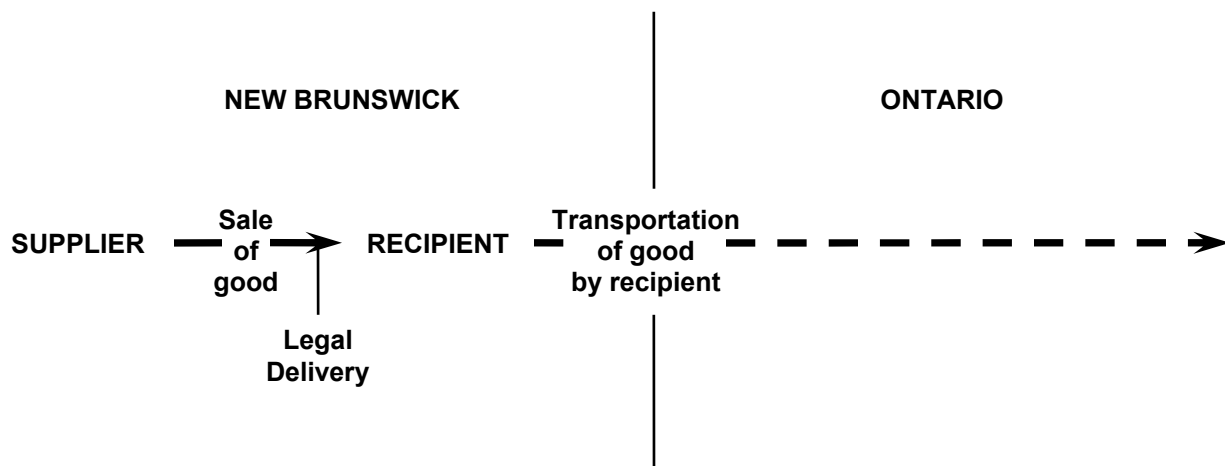 NEW BRUNSWICK
ONTARIO
SUPPLIER
Sale
of
good
RECIPIENT
Transportation
of good
by recipient
Legal
Delivery